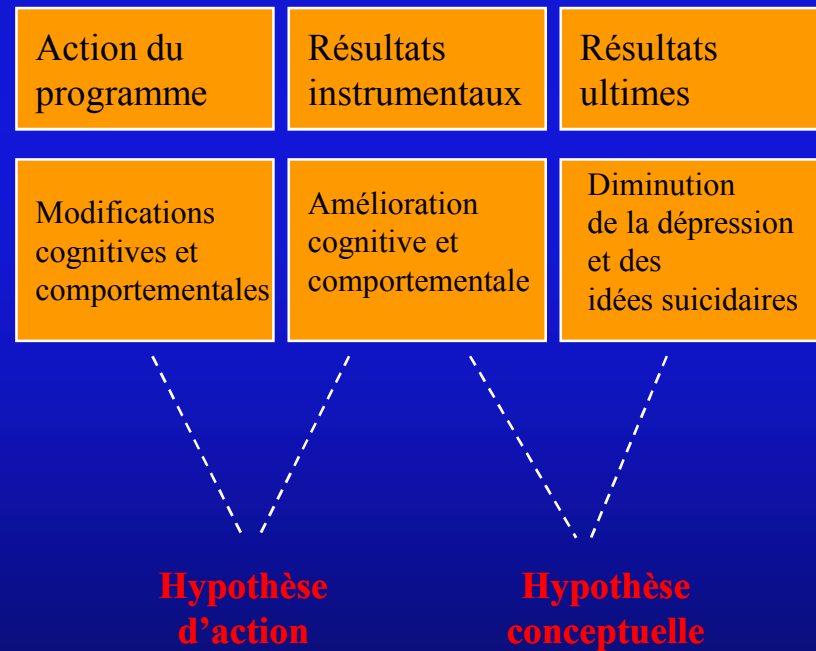 Action du
programme
Résultats
instrumentaux
Résultats
ultimes
Modifications
cognitives et
comportementales
Amélioration
cognitive et
comportementale
Diminution
de la dépression
et des
idées suicidaires
Hypothèse
d’action
Hypothèse
conceptuelle